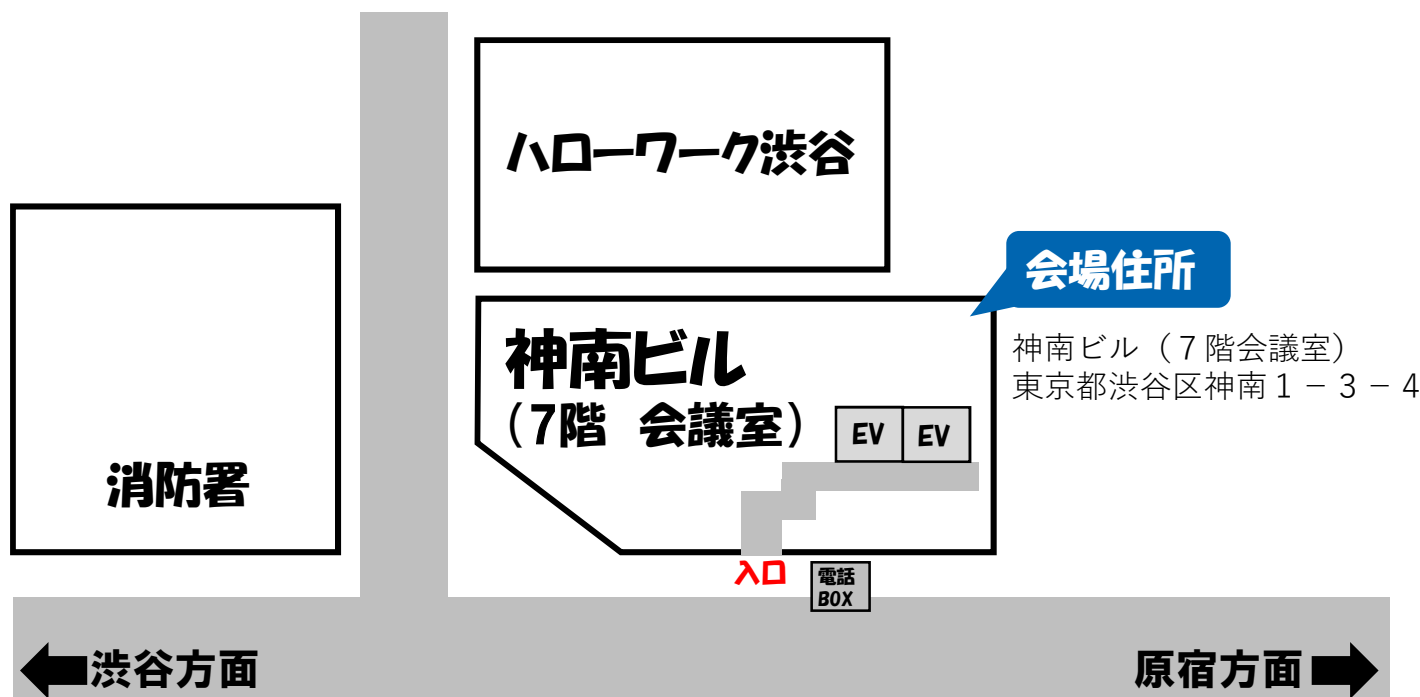 ハローワーク渋谷
会場住所
神南ビル（７階会議室）
東京都渋谷区神南１－３－４
神南ビル
（7階 会議室）
EV EV
消防署
入口
電話
BOX
渋谷方面
原宿方面